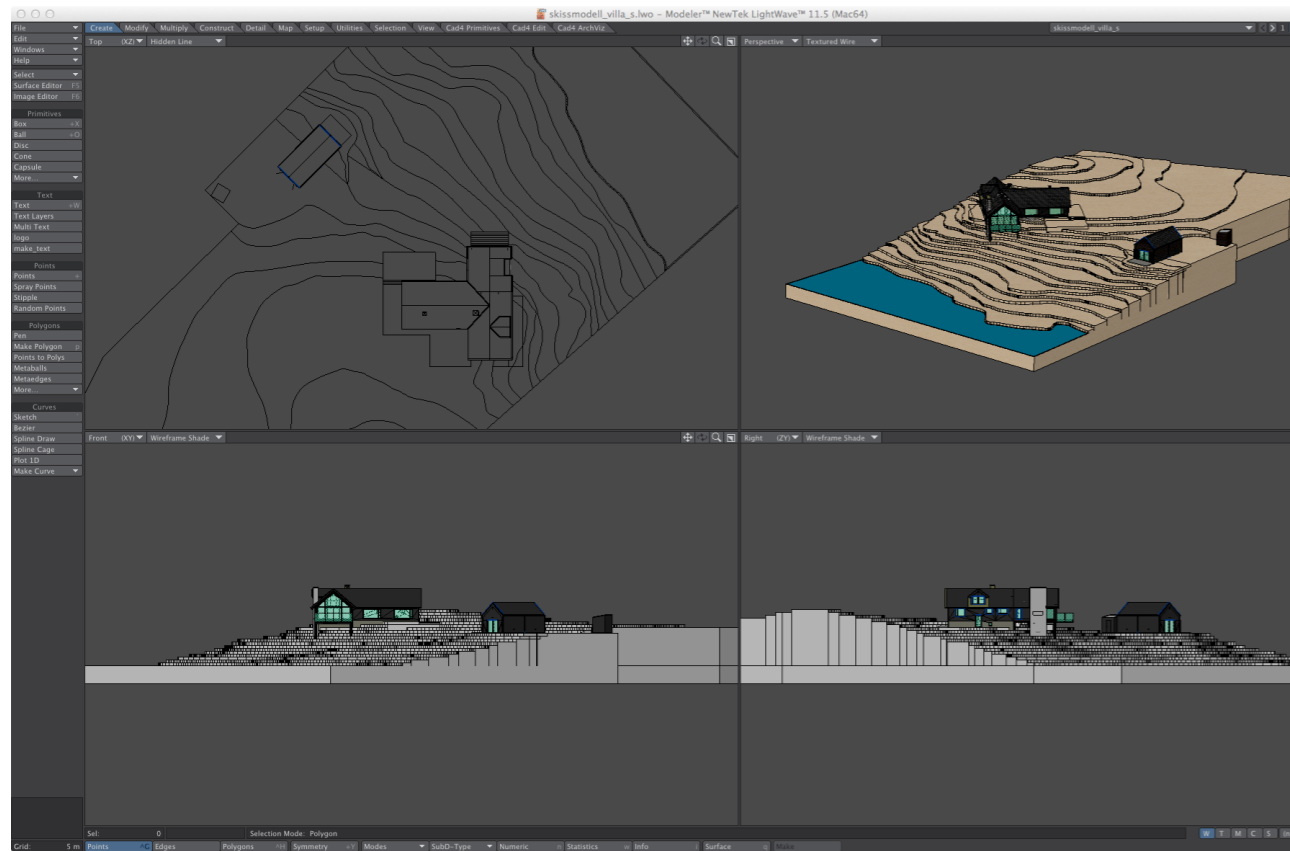 skissmodell_villa_s.lwo - Modeler™ NewTek LightWave™ 11.5 (Mac64)
File
Edit
Windows
Help
Select
Surface Editor F5
Image Editor F6
Primitives
Box +X
Ball +O
Disc
Cone
Capsule
More...
Text
Text +W
Text Layers
Multi Text
logo
make_text
Points
Points +
Spray Points
Stipple
Random Points
Polygons
Pen
Make Polygon p
Points to Polys
Metaballs
Metaedges
More...
Curves
Sketch
Bezier
Spline Draw
Spline Cage
Plot 1D
Make Curve
Create Modify Multiply Construct Detail Map Setup Utilities Selection View Cad4 Primitives Cad4 Edit Cad4 ArchViz
skissmodell_villa_s 1
Top (XZ) Hidden Line
Perspective Textured Wire
Front (XY) Wireframe Shade
Right (ZY) Wireframe Shade
Sel: 0 Selection Mode: Polygon
W T M C S
Grid: 5 m Points ^G Edges Polygons ^H Symmetry +Y Modes SubD-Type Numeric n Statistics w Info i Surface q Make